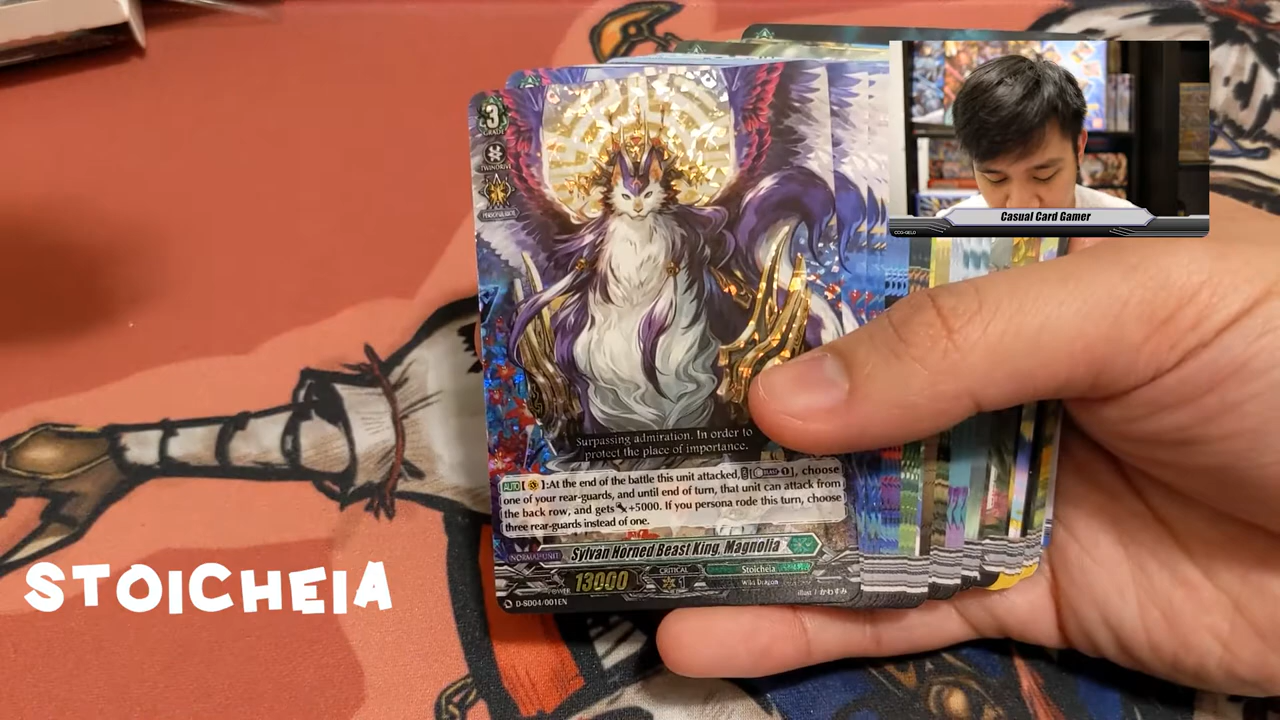 3
GRADE
Casual Card Gamer
Surpassing admiration. In order to
protect the place of importance.
AUTO [ ]:At the end of the battle this unit attacked, [ BLAST 1], choose
one of your rear-guards, and until end of turn, that unit can attack from
the back row, and gets +5000. If you persona rode this turn, choose
three rear-guards instead of one.
NORMAL UNIT Sylvan Horned Beast King, Magnolia
POWER 13000 CRITICAL 1 Stoicheia
Wild Dragon
D-SD04/001EN
STOICHEIA